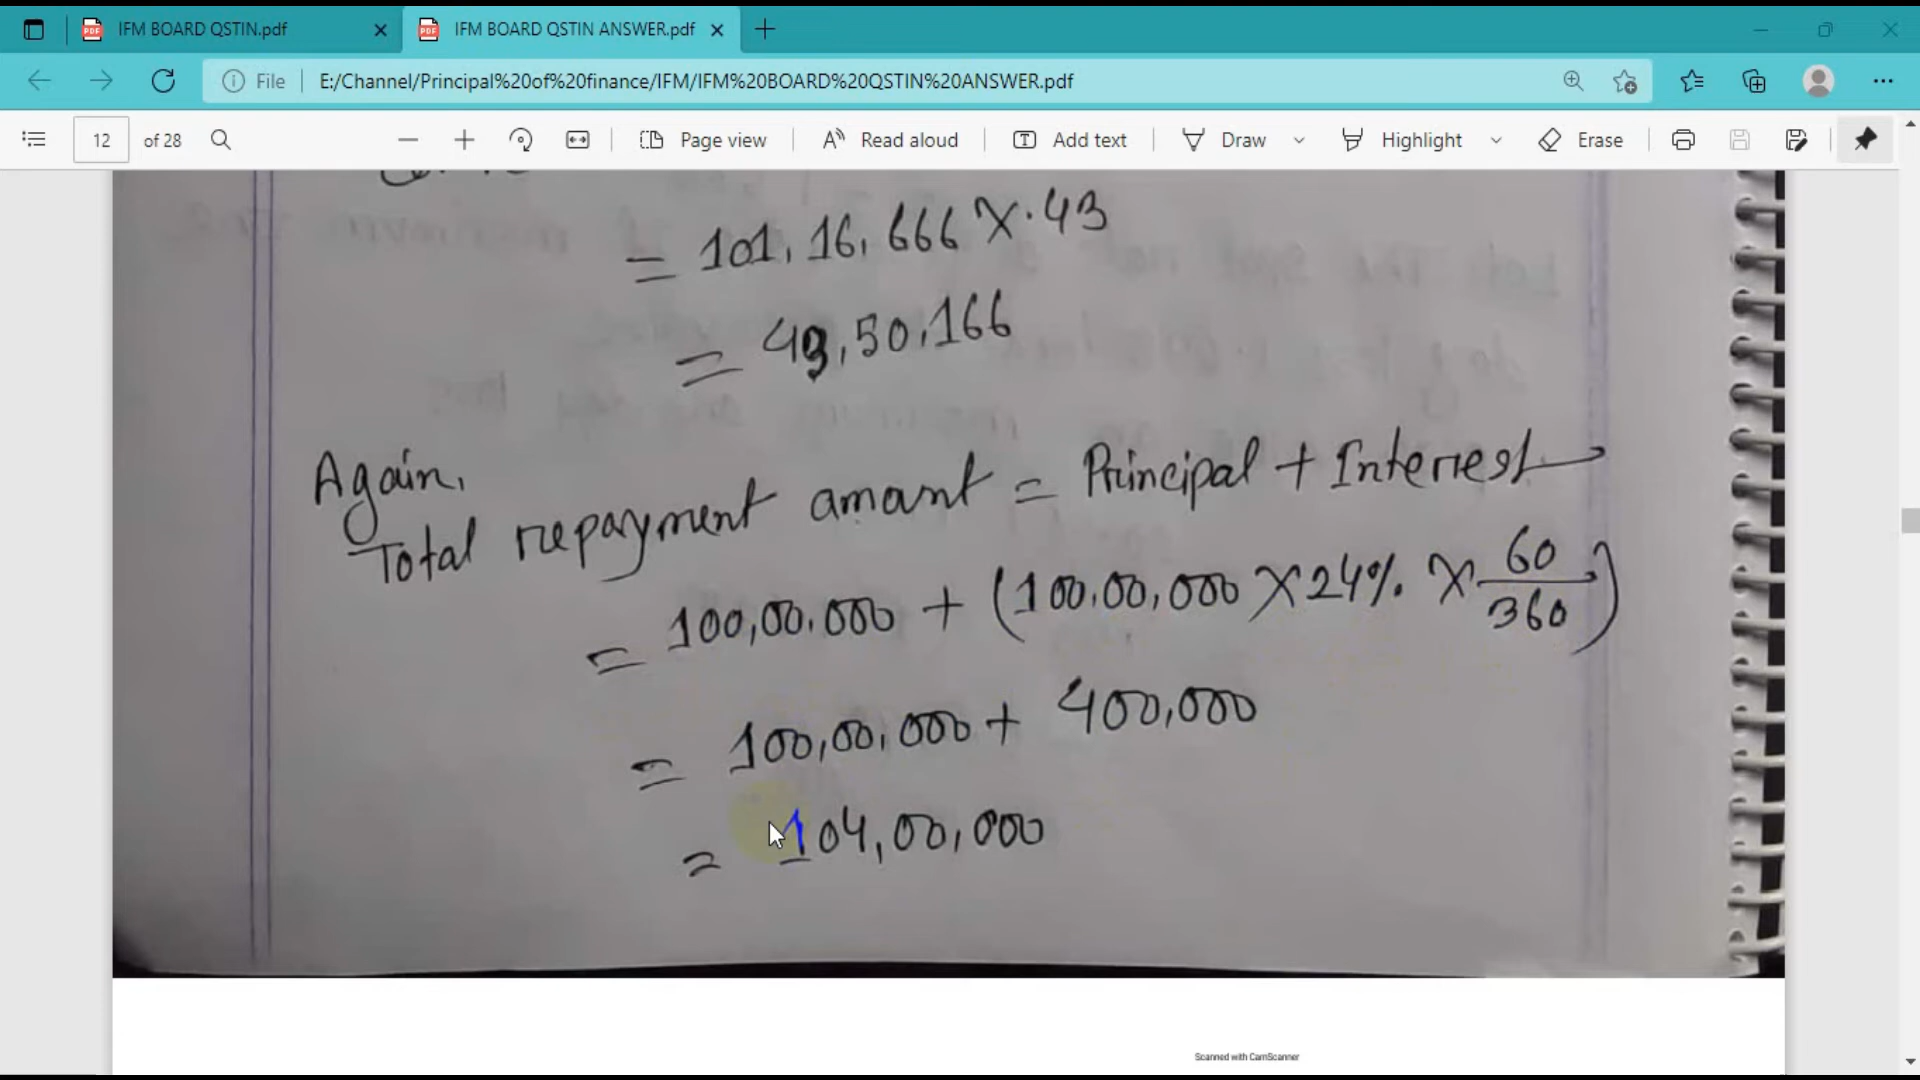 IFM BOARD QSTIN.pdf
IFM BOARD QSTIN ANSWER.pdf
File
E:/Channel/Principal%20of%20finance/IFM/IFM%20BOARD%20QSTIN%20ANSWER.pdf
12 of 28
Page view
Read aloud
Add text
Draw
Highlight
Erase
= 101,16,666 X .43
= 43,50,166
Again,
Total repayment amant = Principal + Interest
= 100,00,000 + (100,00,000 X 24% X 60/360)
= 100,00,000 + 400,000
= 104,00,000
Scanned with CamScanner